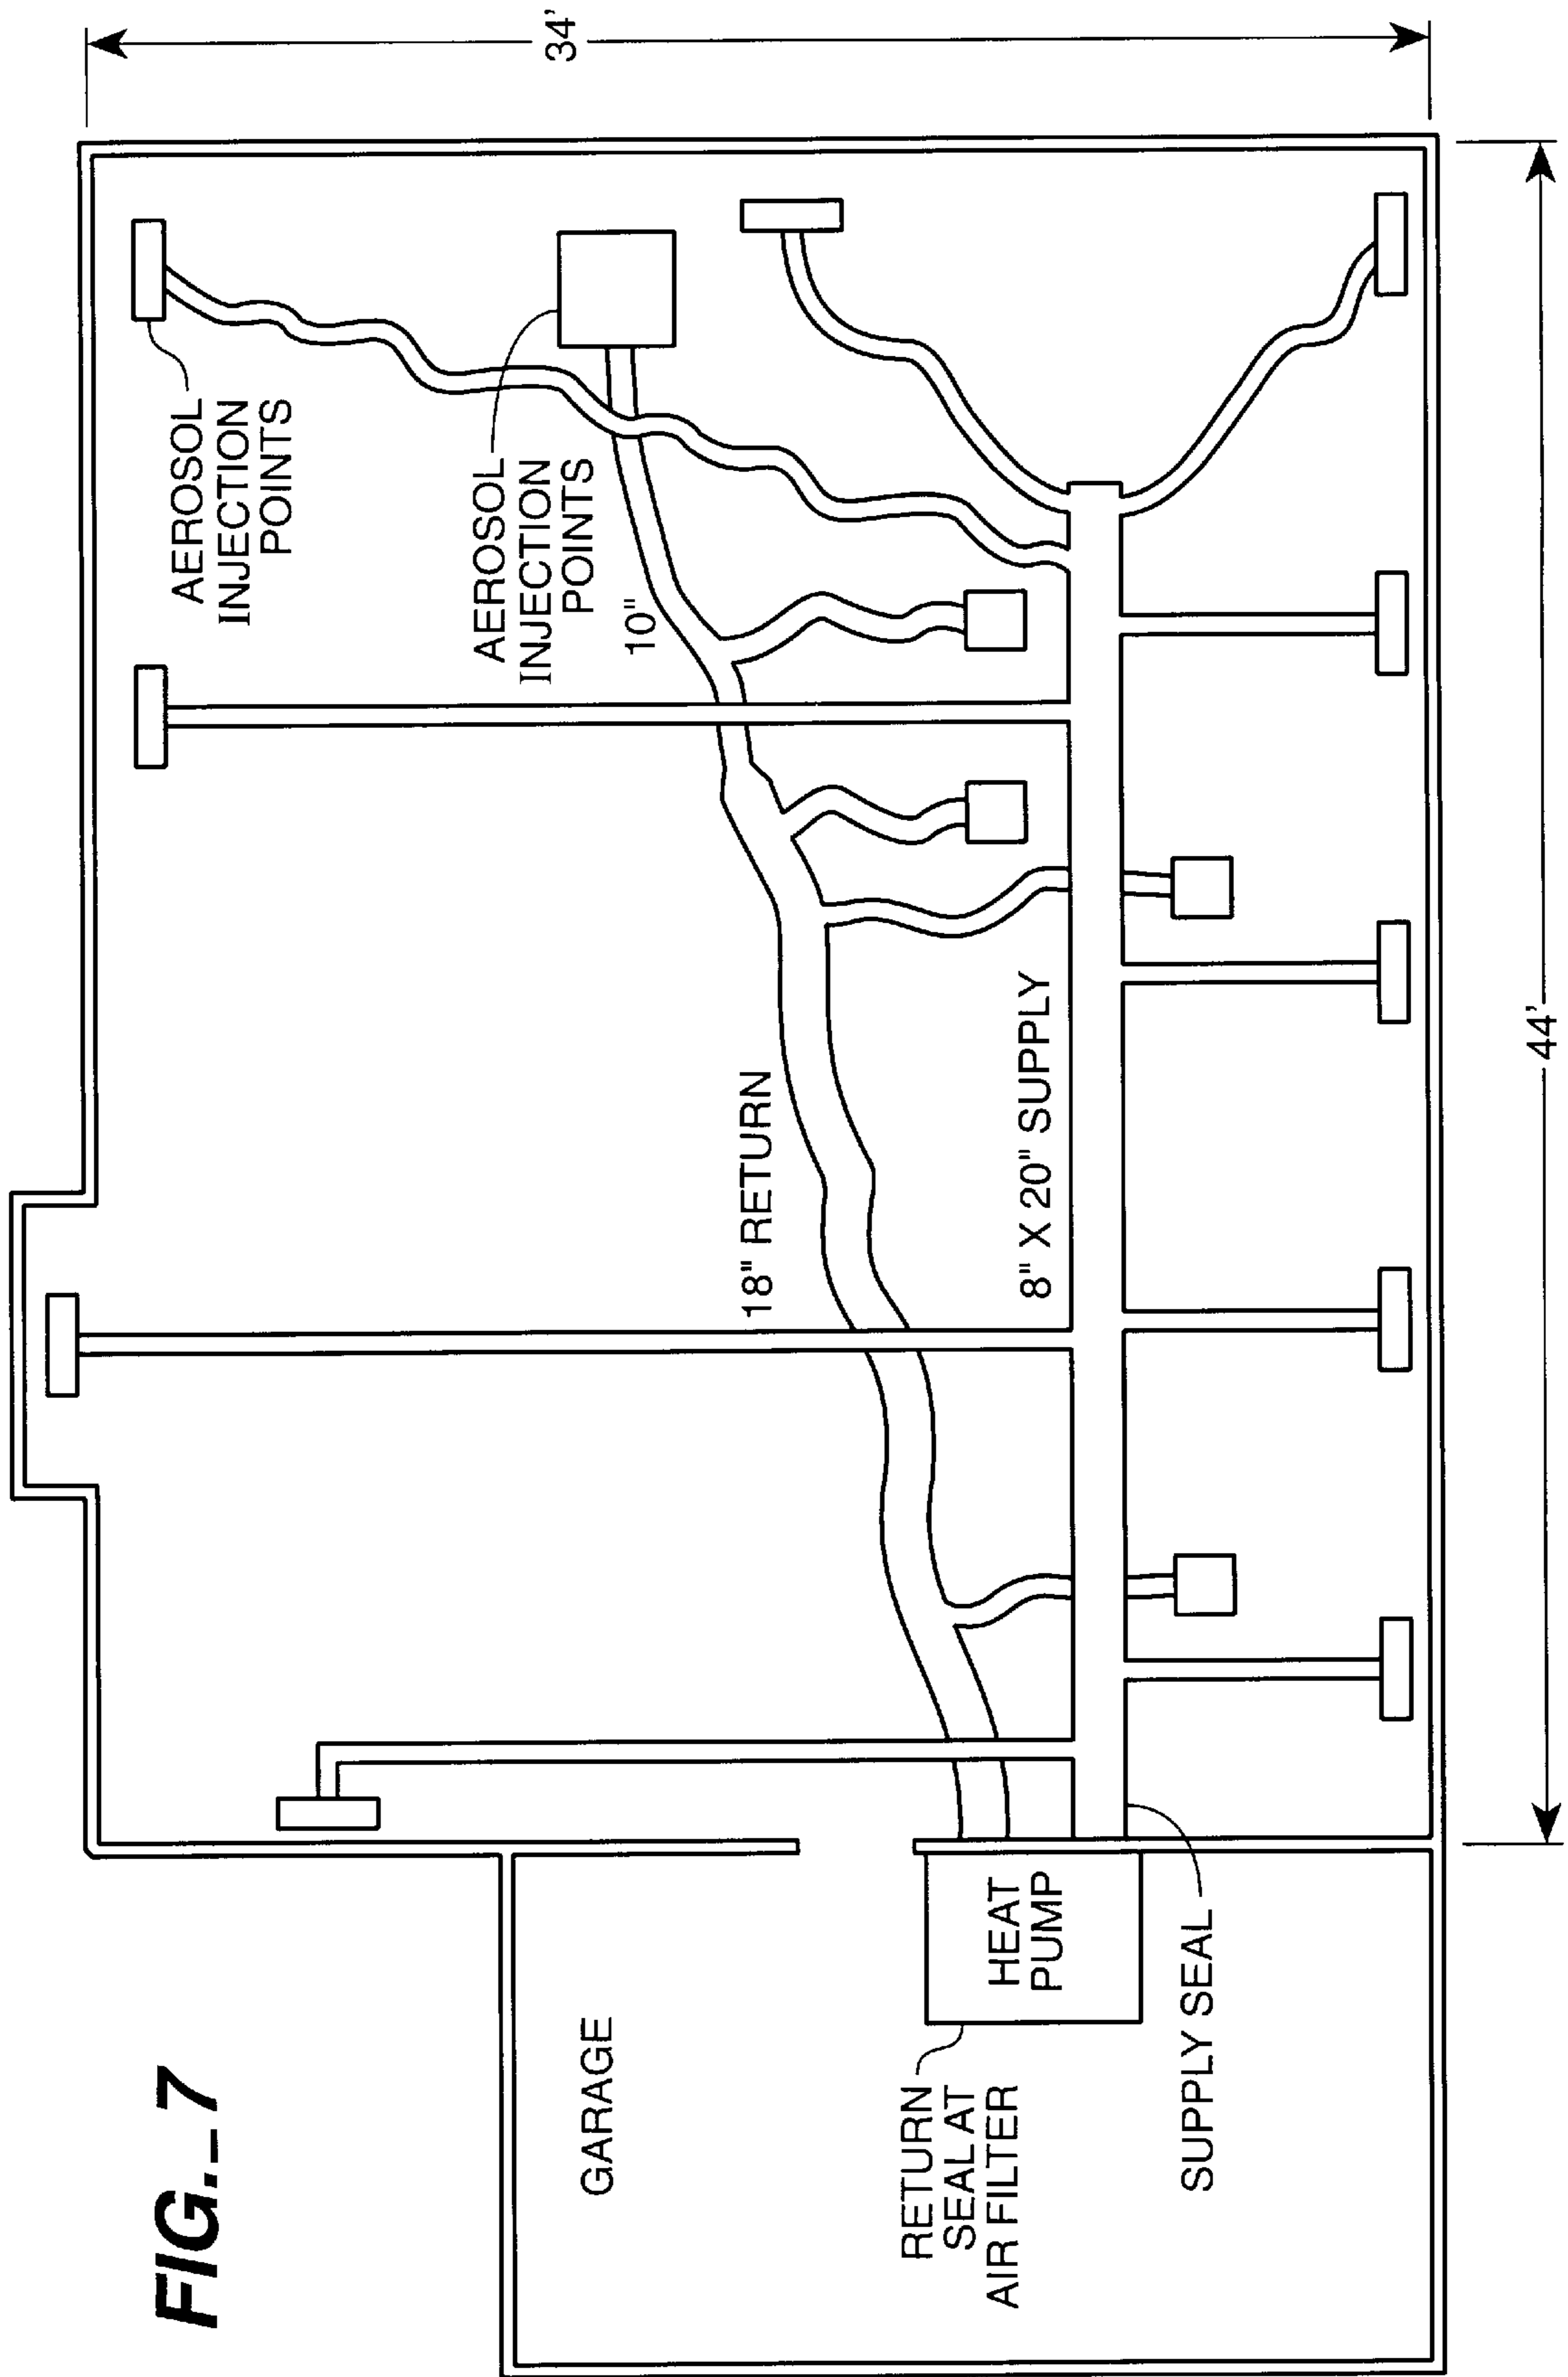 FIG._7
GARAGE
RETURN
SEAL AT
AIR FILTER
HEAT
PUMP
SUPPLY SEAL
18" RETURN
8" X 20" SUPPLY
AEROSOL
INJECTION
POINTS
AEROSOL
INJECTION
POINTS
10"
34'
44'